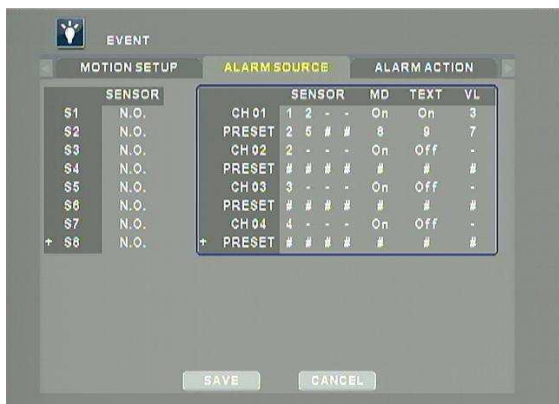 EVENT
MOTION SETUP ALARM SOURCE ALARM ACTION
SENSOR
S1 N.O.
S2 N.O.
S3 N.O.
S4 N.O.
S5 N.O.
S6 N.O.
S7 N.O.
+ S8 N.O.
SENSOR MD TEXT VL
CH 01 1 2 - - On On 3
PRESET 2 5 # # 8 9 7
CH 02 2 - - - On Off -
PRESET # # # # # # #
CH 03 3 - - - On Off -
PRESET # # # # # # #
CH 04 4 - - - On Off -
+ PRESET # # # # # # #
SAVE CANCEL